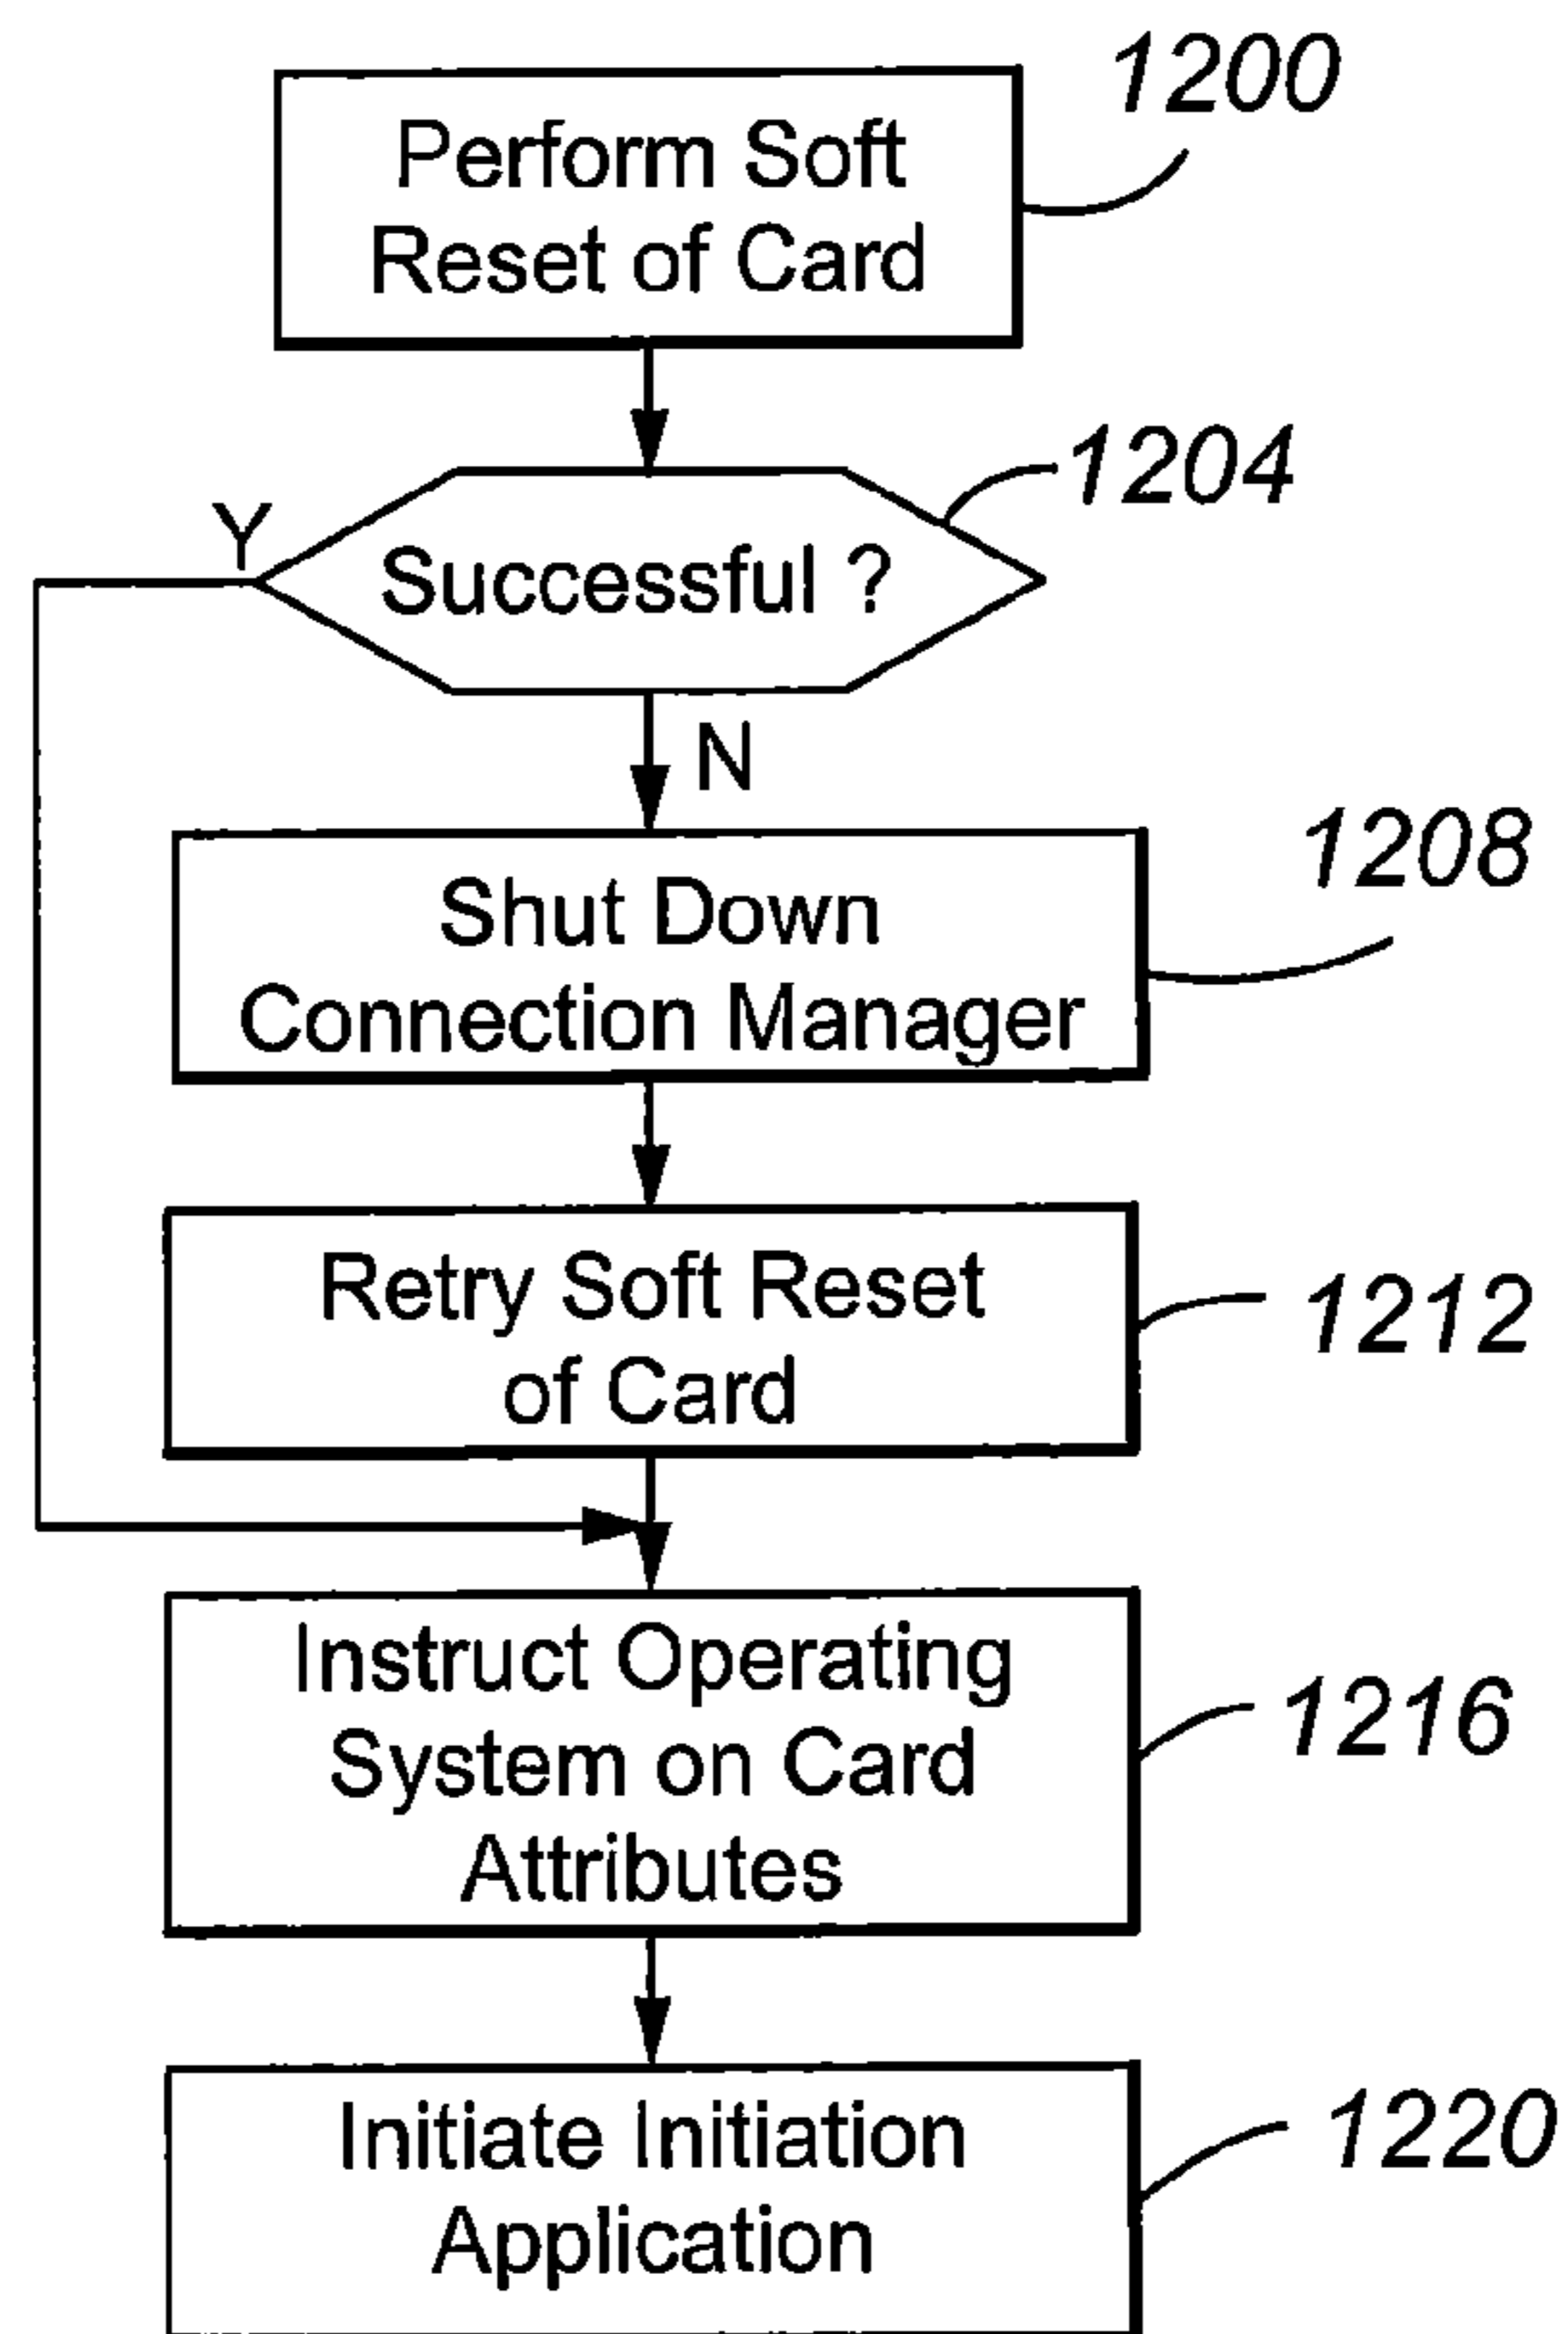 1200
Perform Soft
Reset of Card
1204
Y
Successful ?
N
1208
Shut Down
Connection Manager
Retry Soft Reset
of Card
1212
Instruct Operating
System on Card
Attributes
1216
Initiate Initiation
Application
1220